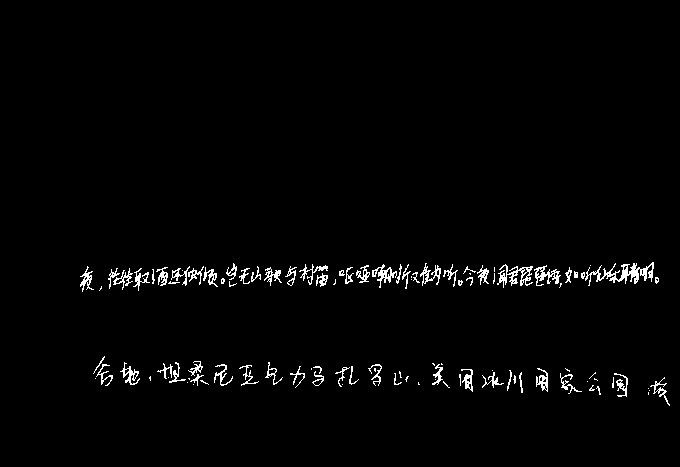 夜，往往取酒还独倾。岂无山歌与村笛，呕哑嘲哳难为听。今夜闻君琵琶语，如听仙乐耳暂明。
盆地、坦桑尼亚乞力马扎罗山、美国冰川国家公园